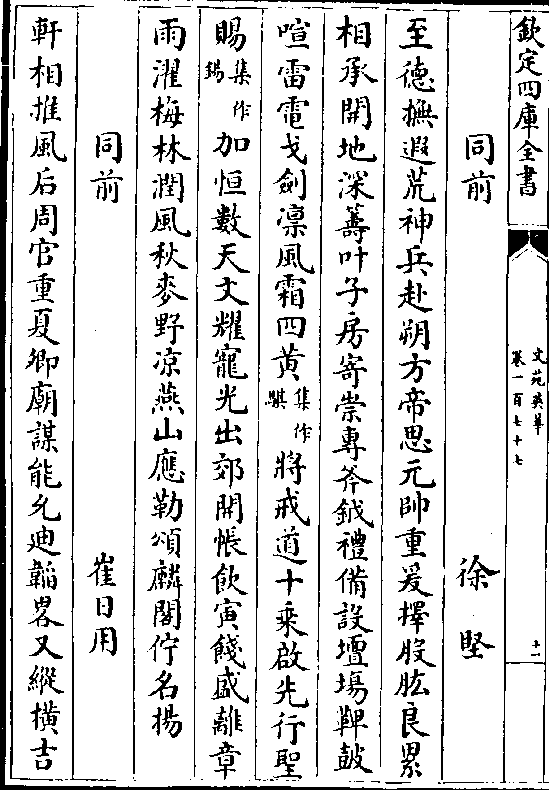 欽定四庫全書
文苑英華
卷一百七十七
十一
同前
徐堅
至德撫遐荒神兵赴朔方帝思元帥重爰擇股肱良累
相承開地深籌叶子房寄崇專斧鉞禮備設壇場鞞鼓
喧雷電戈劍凛風霜四黄集作騏將戒道十乘啟先行聖
賜集作錫加恒數天文耀寵光出郊開帳飲寅餞盛離章
雨濯梅林潤風秋麥野凉燕山應勒頌麟閣佇名揚
同前
崔日用
軒相推風后周官重夏卿廟謀能允迪韜畧又縱横吉